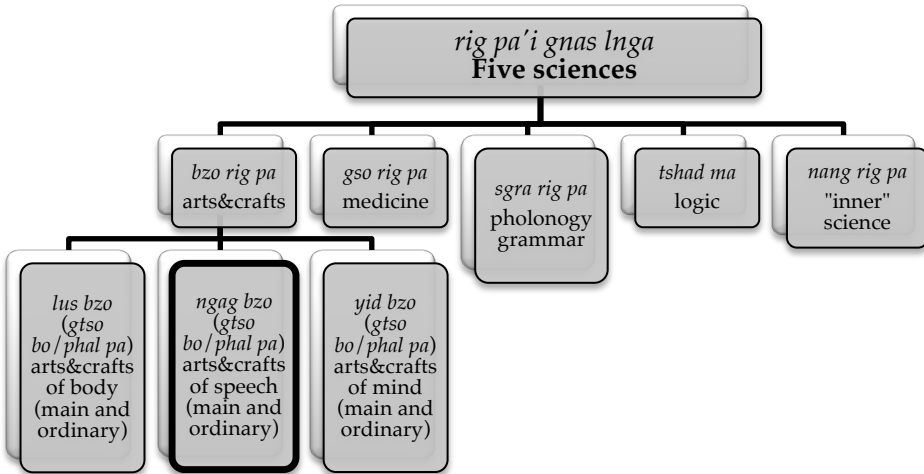 rig pa'i gnas lnga
Five sciences
bzo rig pa
arts&crafts
gso rig pa
medicine
sgra rig pa
pholonogy
grammar
tshad ma
logic
nang rig pa
"inner"
science
lus bzo
(gtso
bo/phal pa)
arts&crafts
of body
(main and
ordinary)
ngag bzo
(gtso
bo/phal pa)
arts&crafts
of speech
(main and
ordinary)
yid bzo
(gtso
bo/phal pa)
arts&crafts
of mind
(main and
ordinary)